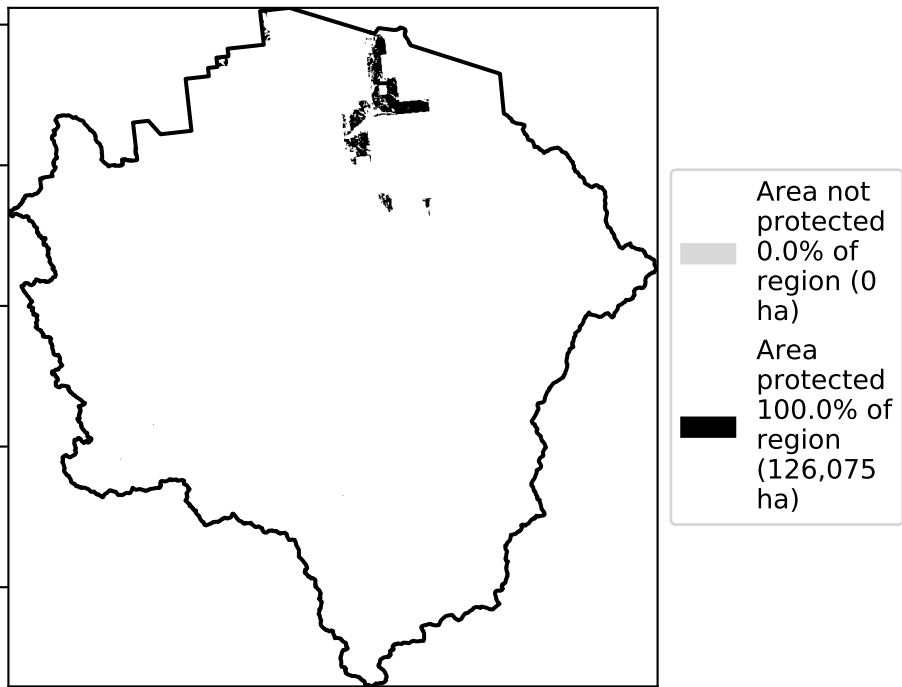 Area not
protected
0.0% of
region (0
ha)
Area
protected
100.0% of
region
(126,075
ha)